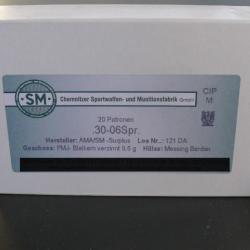 SM
Chemnitzer Sportwaffen- und Munitionsfabrik GmbH
CIP
M
20 Patronen
.30-06Spr.
Hersteller: AMA/SM -Surplus Los Nr.: 121 DA
Geschoss: PMJ- Bleikern verzinnt 9,6 g Hülse: Messing Berdan